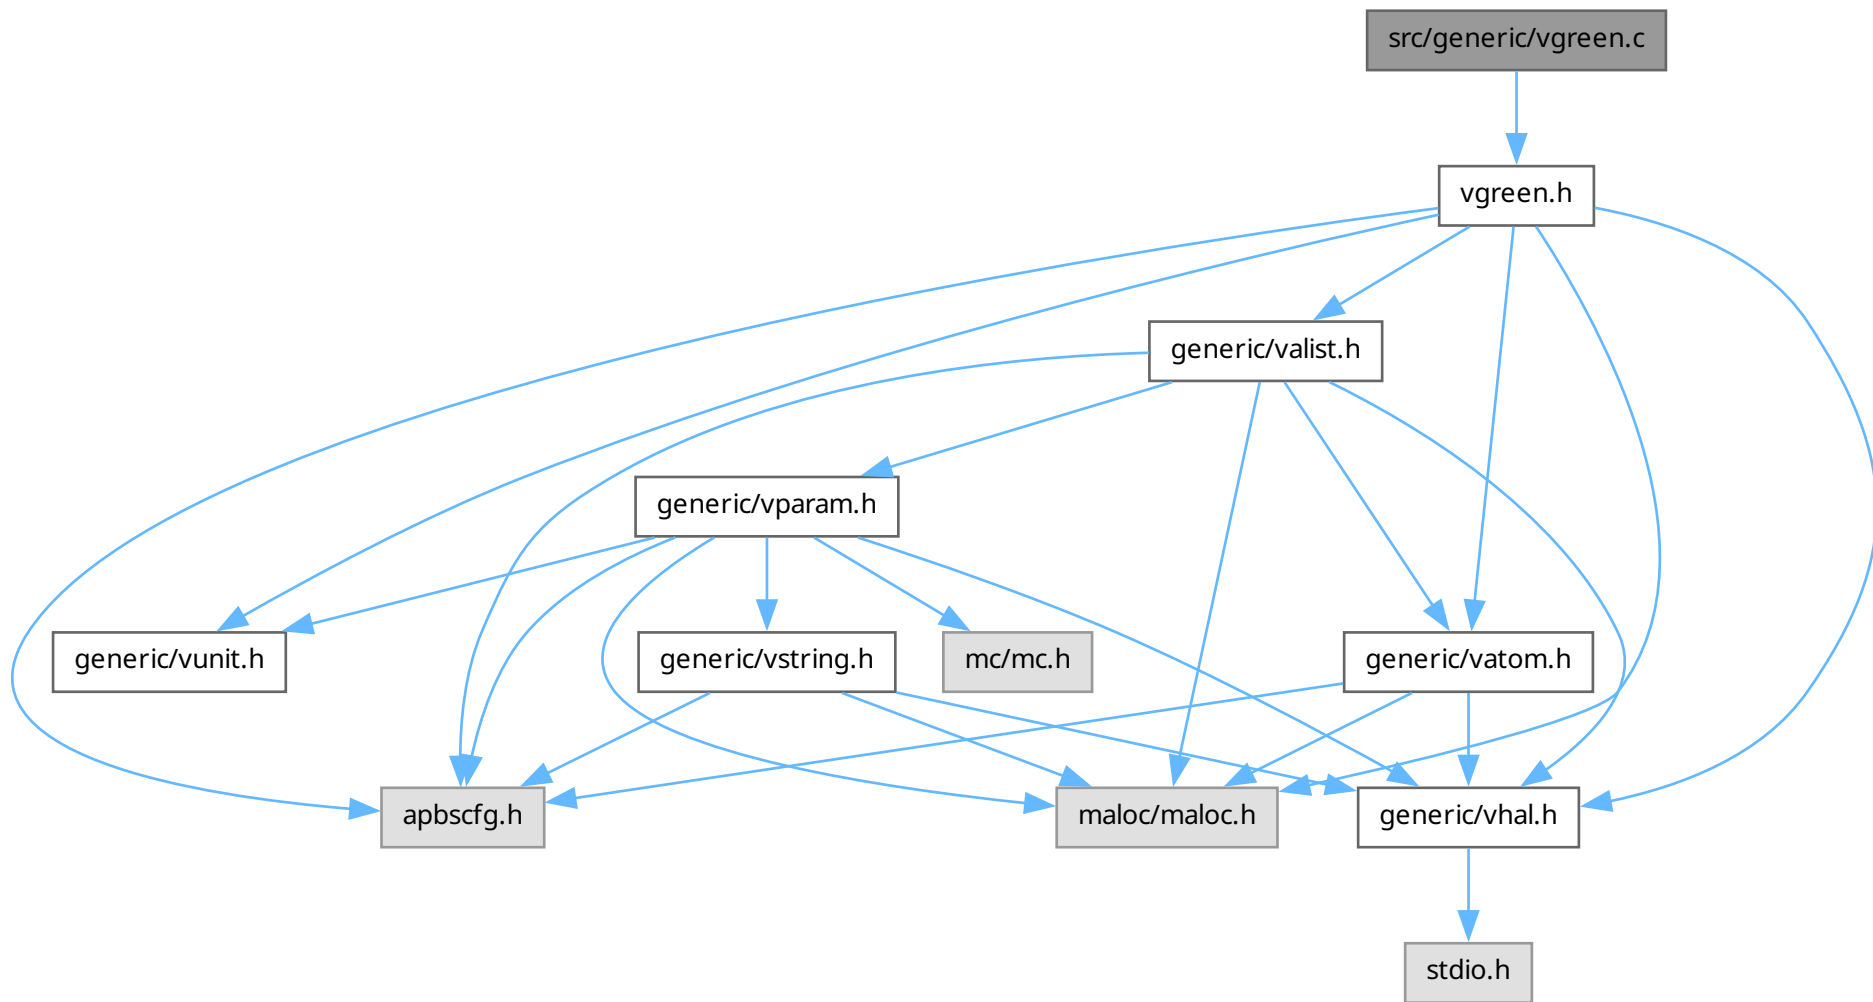 src/generic/vgreen.c
vgreen.h
generic/valist.h
generic/vparam.h
generic/vunit.h
generic/vstring.h
mc/mc.h
generic/vatom.h
apbscfg.h
maloc/maloc.h
generic/vhal.h
stdio.h